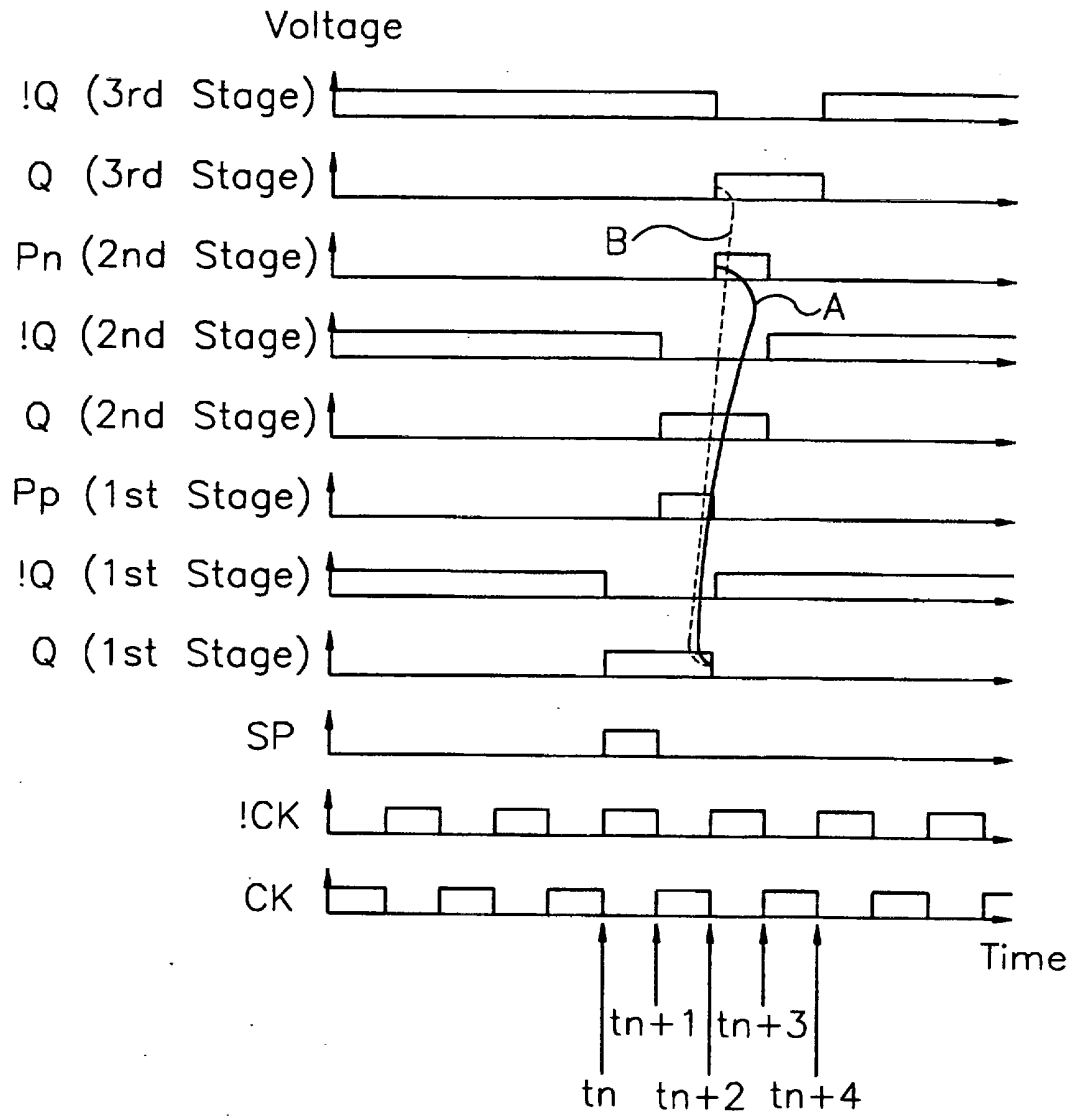 Voltage
!Q (3rd Stage)
Q (3rd Stage)
B
Pn (2nd Stage)
A
!Q (2nd Stage)
Q (2nd Stage)
Pp (1st Stage)
!Q (1st Stage)
Q (1st Stage)
SP
!CK
CK
Time
tn+1 tn+3
tn tn+2 tn+4